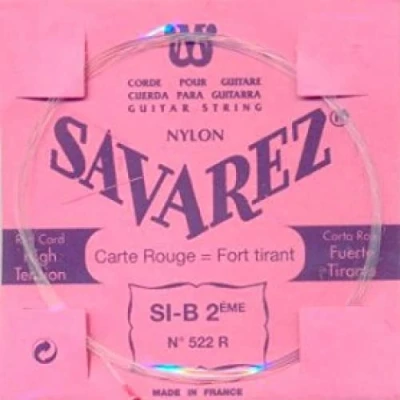 CORDE POUR GUITARE
CUERDA PARA GUITARRA
GUITAR STRING
NYLON
SAVAREZ®
Red Card
High
Tension
Carte Rouge = Fort tirant
Carta Roja
Fuerte
Tirante
SI-B 2ÈME
N° 522 R
MADE IN FRANCE